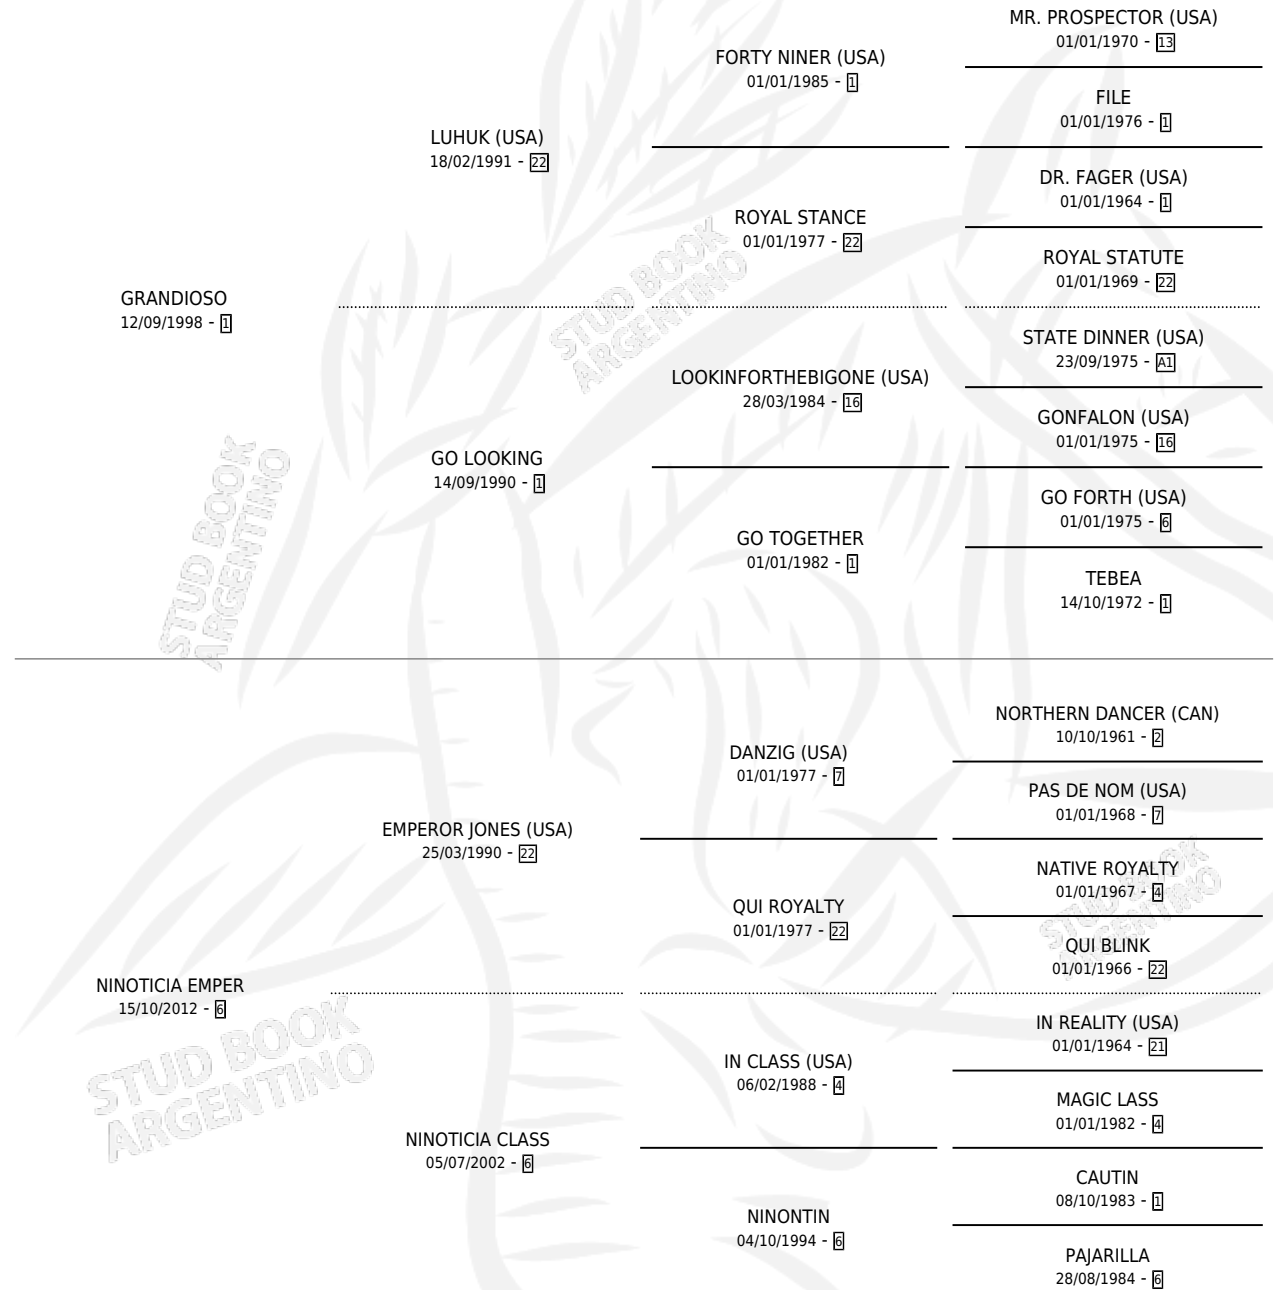 MR. PROSPECTOR (USA)
01/01/1970 - 13
FORTY NINER (USA)
01/01/1985 - 1
FILE
01/01/1976 - 1
LUHUK (USA)
18/02/1991 - 22
DR. FAGER (USA)
01/01/1964 - 1
ROYAL STANCE
01/01/1977 - 22
ROYAL STATUTE
01/01/1969 - 22
GRANDIOSO
12/09/1998 - 1
STATE DINNER (USA)
23/09/1975 - A1
LOOKINFORTHEBIGONE (USA)
28/03/1984 - 16
GONFALON (USA)
01/01/1975 - 16
GO LOOKING
14/09/1990 - 1
GO FORTH (USA)
01/01/1975 - 6
GO TOGETHER
01/01/1982 - 1
TEBEA
14/10/1972 - 1
STUD BOOK
ARGENTINO
STUD BOOK
ARGENTINO
NORTHERN DANCER (CAN)
10/10/1961 - 2
DANZIG (USA)
01/01/1977 - 7
PAS DE NOM (USA)
01/01/1968 - 7
EMPEROR JONES (USA)
25/03/1990 - 22
NATIVE ROYALTY
01/01/1967 - 4
QUI ROYALTY
01/01/1977 - 22
QUI BLINK
01/01/1966 - 22
NINOTICIA EMPER
15/10/2012 - 6
IN REALITY (USA)
01/01/1964 - 21
IN CLASS (USA)
06/02/1988 - 4
MAGIC LASS
01/01/1982 - 4
NINOTICIA CLASS
05/07/2002 - 6
CAUTIN
08/10/1983 - 1
NINONTIN
04/10/1994 - 6
PAJARILLA
28/08/1984 - 6
STUD BOOK
ARGENTINO
STUD BOOK
ARGENTINO